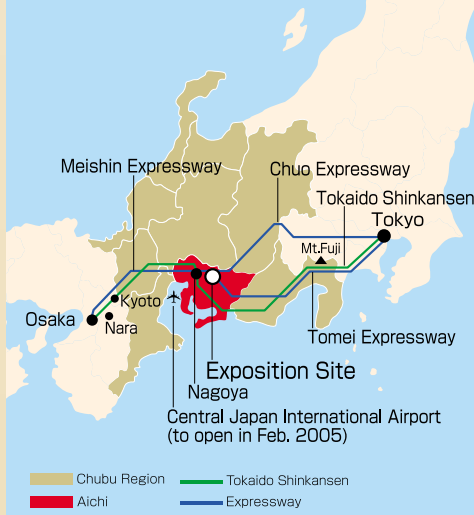 Meishin Expressway
Chuo Expressway
Tokaido Shinkansen
Tokyo
Mt.Fuji
Kyoto
Osaka
Nara
Tomei Expressway
Exposition Site
Nagoya
Central Japan International Airport
(to open in Feb. 2005)
Chubu Region
Tokaido Shinkansen
Aichi
Expressway